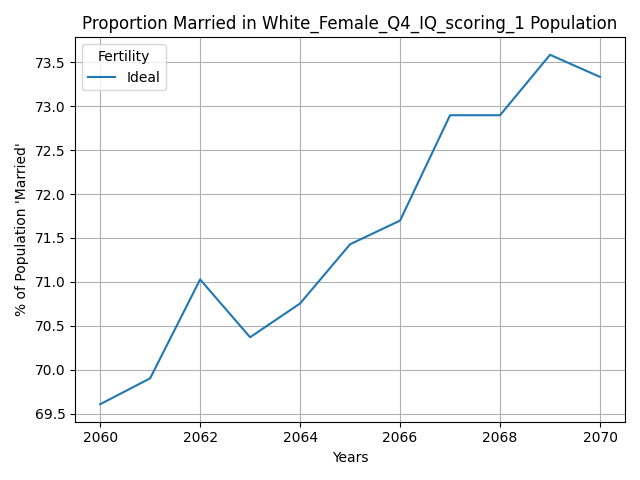 Proportion Married in White_Female_Q4_IQ_scoring_1 Population
Fertility
Ideal
% of Population 'Married'
73.5
73.0
72.5
72.0
71.5
71.0
70.5
70.0
69.5
2060 2062 2064 2066 2068 2070
Years